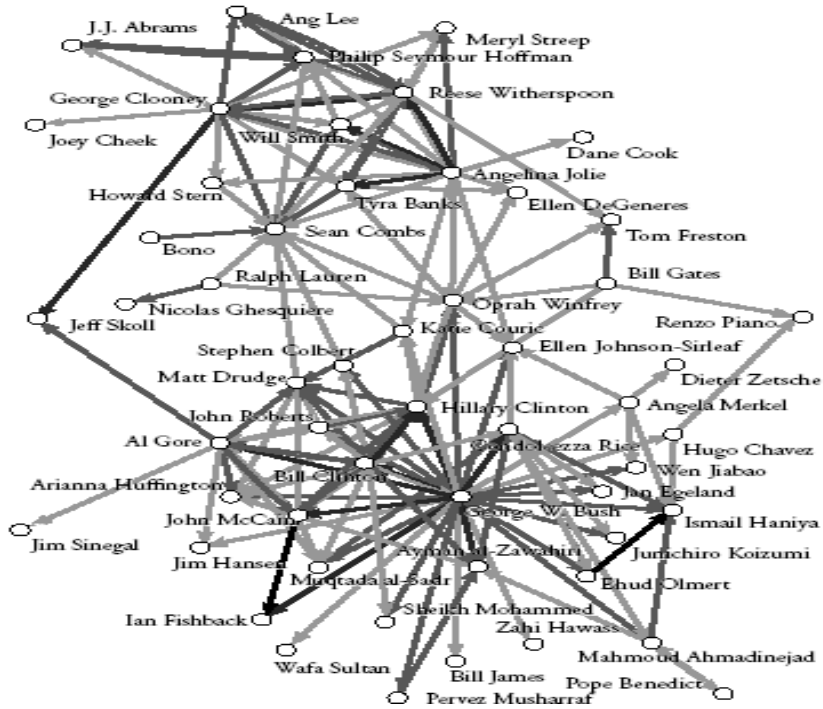 Ang Lee
J.J. Abrams
Meryl Streep
Philip Seymour Hoffman
George Clooney
Reese Witherspoon
Joey Cheek
Will Smith
Dane Cook
Angelina Jolie
Howard Stern
Tyra Banks
Ellen DeGeneres
Sean Combs
Tom Freston
Bono
Ralph Lauren
Bill Gates
Nicolas Ghesquiere
Oprah Winfrey
Jeff Skoll
Katie Couric
Renzo Piano
Stephen Colbert
Ellen Johnson-Sirleaf
Matt Drudge
Dieter Zetsche
John Roberts
Hillary Clinton
Angela Merkel
Al Gore
Condoleezza Rice
Hugo Chavez
Bill Clinton
Wen Jiabao
Arianna Huffington
Jan Egeland
John McCain
George W. Bush
Ismail Haniya
Jim Sinegal
Jim Hansen
Ayman al-Zawahiri
Junichiro Koizumi
Muqtada al-Sadr
Ehud Olmert
Ian Fishback
Sheikh Mohammed
Zahi Hawass
Wafa Sultan
Mahmoud Ahmadinejad
Bill James
Pope Benedict
Pervez Musharraf